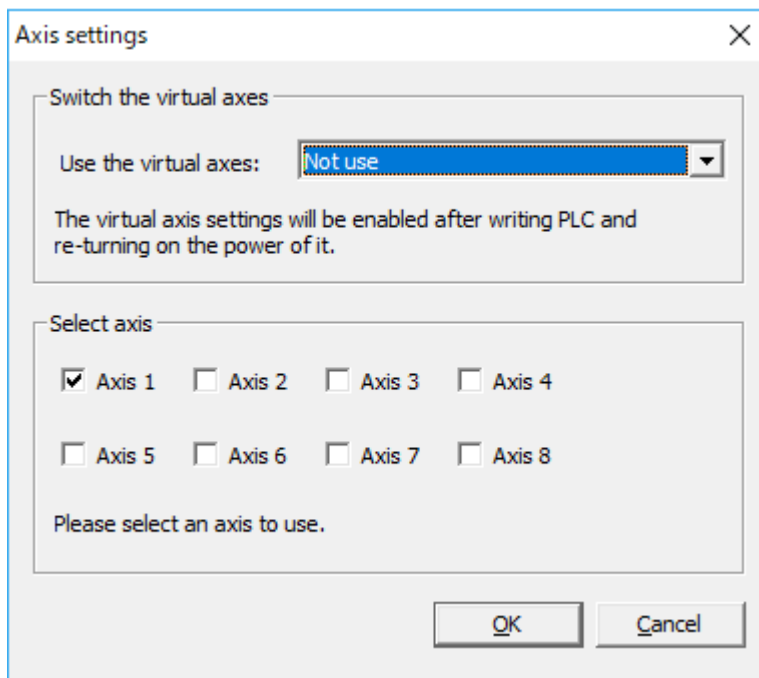 Axis settings
Switch the virtual axes
Use the virtual axes: Not use
The virtual axis settings will be enabled after writing PLC and
re-turning on the power of it.
Select axis
Axis 1 Axis 2 Axis 3 Axis 4
Axis 5 Axis 6 Axis 7 Axis 8
Please select an axis to use.
OK Cancel